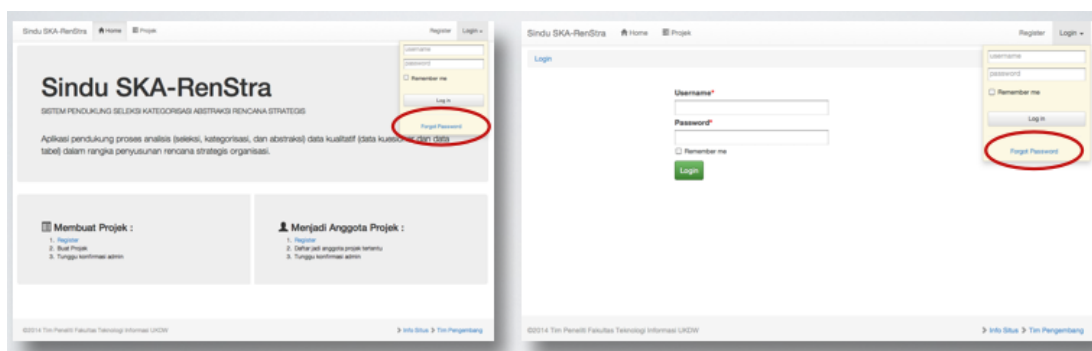 Sindu SKA-RenStra Home Projek Register Login
username
password
Remember me
Log in
Forgot Password
Sindu SKA-RenStra
SISTEM PENDUKUNG SELEKSI KATEGORISASI ABSTRAKSI RENCANA STRATEGIS
Aplikasi pendukung proses analisis (seleksi, kategorisasi, dan abstraksi) data kualitatif (data kuesioner dan data
tabel) dalam rangka penyusunan rencana strategis organisasi.
Membuat Projek :
1. Register
2. Buat Projek
3. Tunggu konfirmasi admin
Menjadi Anggota Projek :
1. Register
2. Daftar jadi anggota projek tertentu
3. Tunggu konfirmasi admin
©2014 Tim Peneliti Fakultas Teknologi Informasi UKDW Info Situs Tim Pengembang
Sindu SKA-RenStra Home Projek Register Login
Login
Username*
Password*
Remember me
Login
username
password
Remember me
Log in
Forgot Password
©2014 Tim Peneliti Fakultas Teknologi Informasi UKDW Info Situs Tim Pengembang